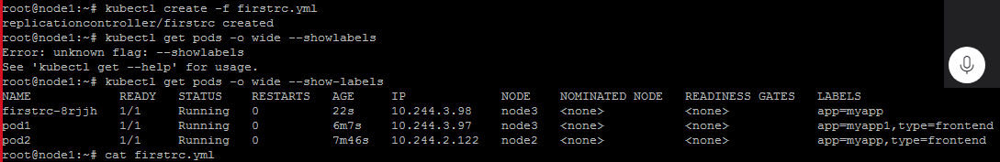 root@node1:~# kubectl create -f firstrc.yml
replicationcontroller/firstrc created
root@node1:~# kubectl get pods -o wide --showlabels
Error: unknown flag: --showlabels
See 'kubectl get --help' for usage.
root@node1:~# kubectl get pods -o wide --show-labels
NAME READY STATUS RESTARTS AGE IP NODE NOMINATED NODE READINESS GATES LABELS
firstrc-8rjjh 1/1 Running 0 22s 10.244.3.98 node3 <none> <none> app=myapp
pod1 1/1 Running 0 6m7s 10.244.3.97 node3 <none> <none> app=myapp1,type=frontend
pod2 1/1 Running 0 7m46s 10.244.2.122 node2 <none> <none> app=myapp,type=frontend
root@node1:~# cat firstrc.yml